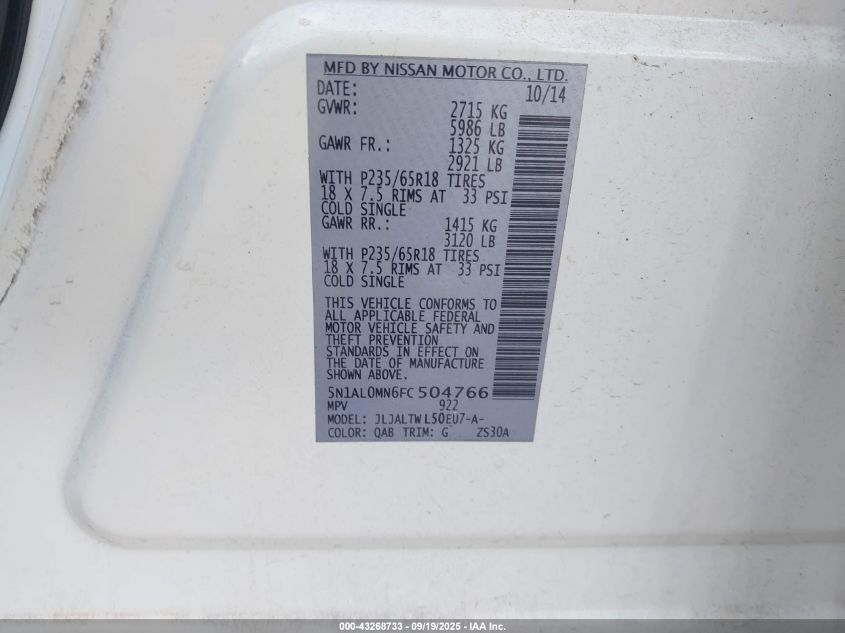 MFD BY NISSAN MOTOR CO., LTD.
DATE: 10/14
GVWR: 2715 KG
5986 LB
GAWR FR.: 1325 KG
2921 LB
WITH P235/65R18 TIRES
18 X 7.5 RIMS AT 33 PSI
COLD SINGLE
GAWR RR.: 1415 KG
3120 LB
WITH P235/65R18 TIRES
18 X 7.5 RIMS AT 33 PSI
COLD SINGLE
THIS VEHICLE CONFORMS TO
ALL APPLICABLE FEDERAL
MOTOR VEHICLE SAFETY AND
THEFT PREVENTION
STANDARDS IN EFFECT ON
THE DATE OF MANUFACTURE
SHOWN ABOVE.
5N1AL0MN6FC504766
MPV 922
MODEL: JLJALTWL50EU7-A-
COLOR: QAB TRIM: G ZS30A
000-43268733 - 09/19/2025 - IAA Inc.